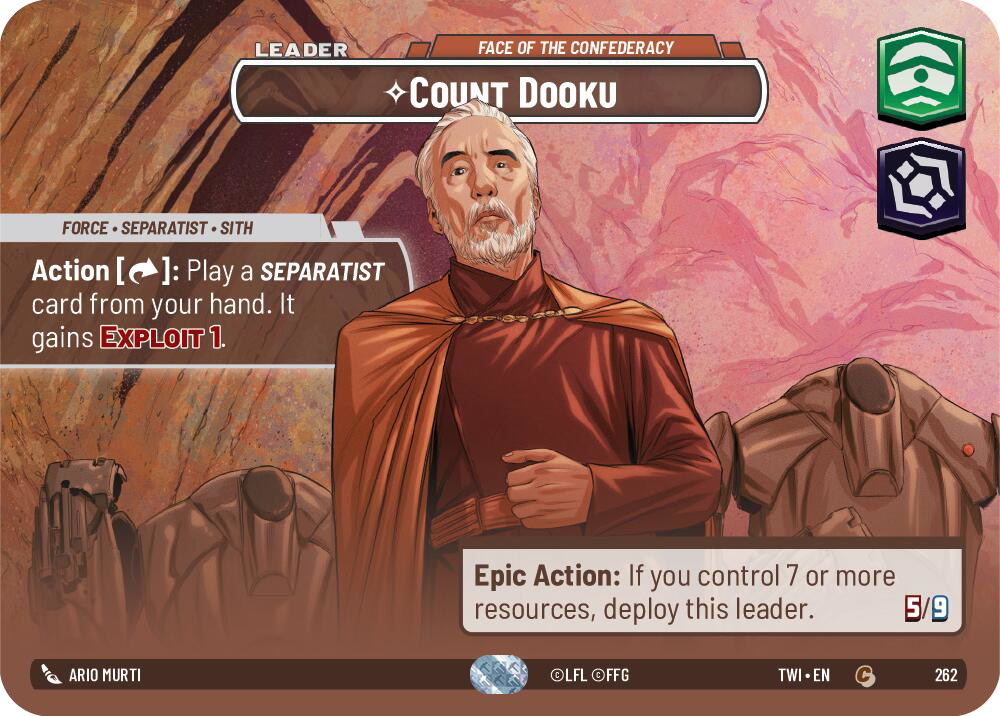 LEADER
FACE OF THE CONFEDERACY
COUNT DOOKU
FORCE • SEPARATIST • SITH
Action [ ]: Play a SEPARATIST
card from your hand. It
gains EXPLOIT 1.
Epic Action: If you control 7 or more
resources, deploy this leader.
5/9
ARIO MURTI
©LFL ©FFG
TWI • EN
C
262